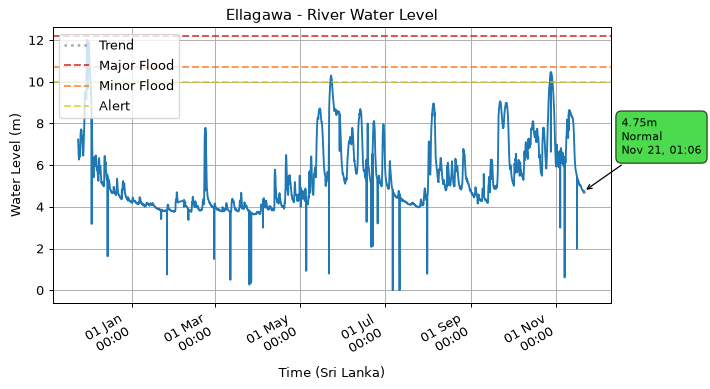 Ellagawa - River Water Level
Water Level (m)
12
10
8
6
4
2
0
Trend
Major Flood
Minor Flood
Alert
4.75m
Normal
Nov 21, 01:06
01 Jan
00:00
01 Mar
00:00
01 May
00:00
01 Jul
00:00
01 Sep
00:00
01 Nov
00:00
Time (Sri Lanka)